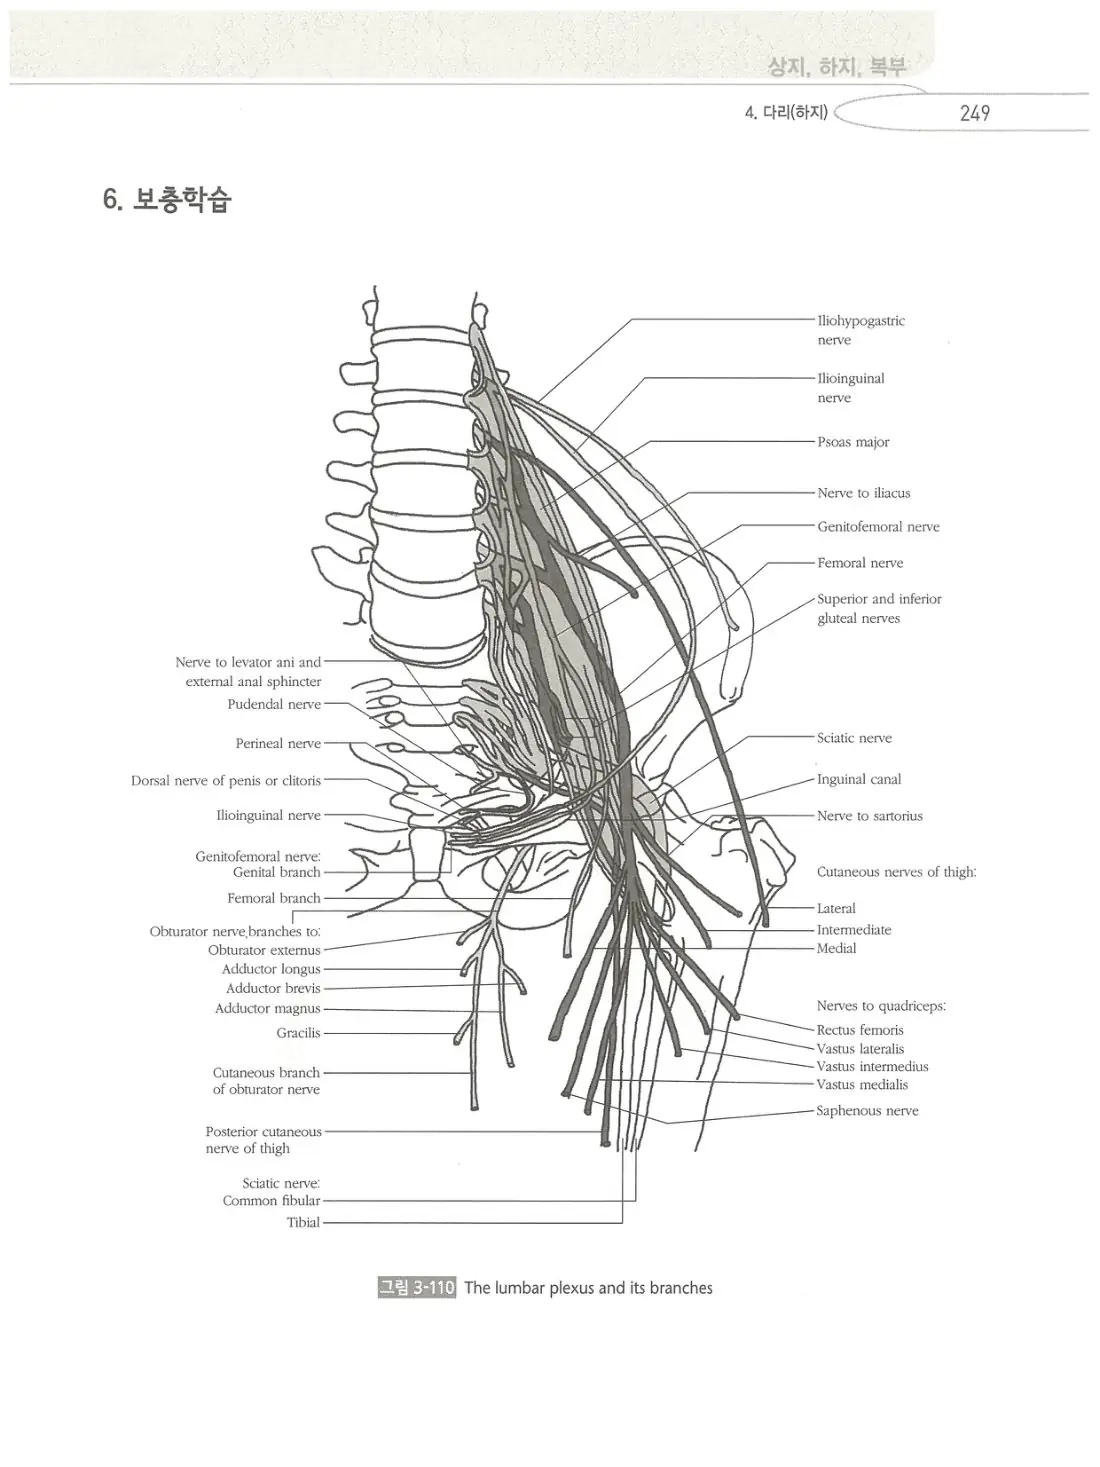 상지, 하지, 복부
4. 다리(하지)
249
6. 보충학습
Iliohypogastric
nerve
Ilioinguinal
nerve
Psoas major
Nerve to iliacus
Genitofemoral nerve
Femoral nerve
Superior and inferior
gluteal nerves
Sciatic nerve
Inguinal canal
Nerve to sartorius
Cutaneous nerves of thigh:
Lateral
Intermediate
Medial
Nerves to quadriceps:
Rectus femoris
Vastus lateralis
Vastus intermedius
Vastus medialis
Saphenous nerve
Nerve to levator ani and
external anal sphincter
Pudendal nerve
Perineal nerve
Dorsal nerve of penis or clitoris
Ilioinguinal nerve
Genitofemoral nerve:
Genital branch
Femoral branch
Obturator nerve,branches to:
Obturator externus
Adductor longus
Adductor brevis
Adductor magnus
Gracilis
Cutaneous branch
of obturator nerve
Posterior cutaneous
nerve of thigh
Sciatic nerve:
Common fibular
Tibial
그림 3-110 The lumbar plexus and its branches